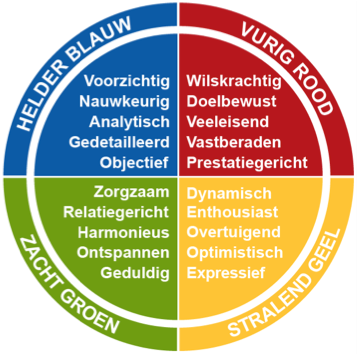 HELDER BLAUW
Voorzichtig
Nauwkeurig
Analytisch
Gedetailleerd
Objectief
VURIG ROOD
Wilskrachtig
Doelbewust
Veeleisend
Vastberaden
Prestatiegericht
ZACHT GROEN
Zorgzaam
Relatiegericht
Harmonieus
Ontspannen
Geduldig
STRALEND GEEL
Dynamisch
Enthousiast
Overtuigend
Optimistisch
Expressief